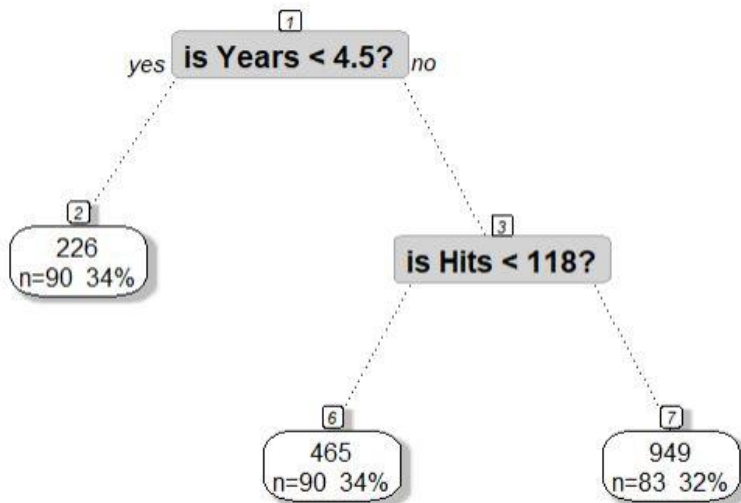 1
yes
is Years < 4.5?
no
2
226
n=90 34%
3
is Hits < 118?
6
465
n=90 34%
7
949
n=83 32%